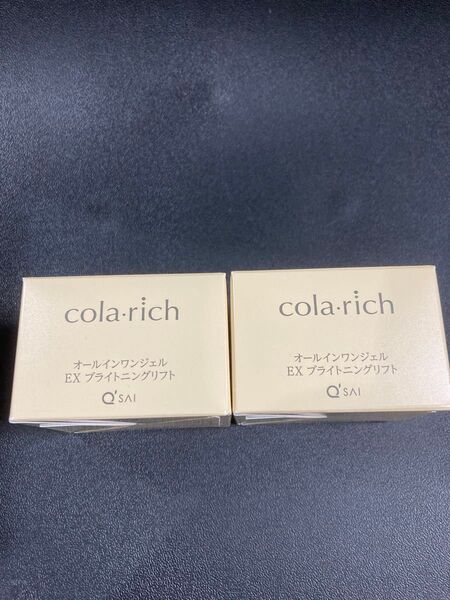 cola·rich
オールインワンジェル
EX ブライトニングリフト
Q'SAI
cola·rich
オールインワンジェル
EX ブライトニングリフト
Q'SAI